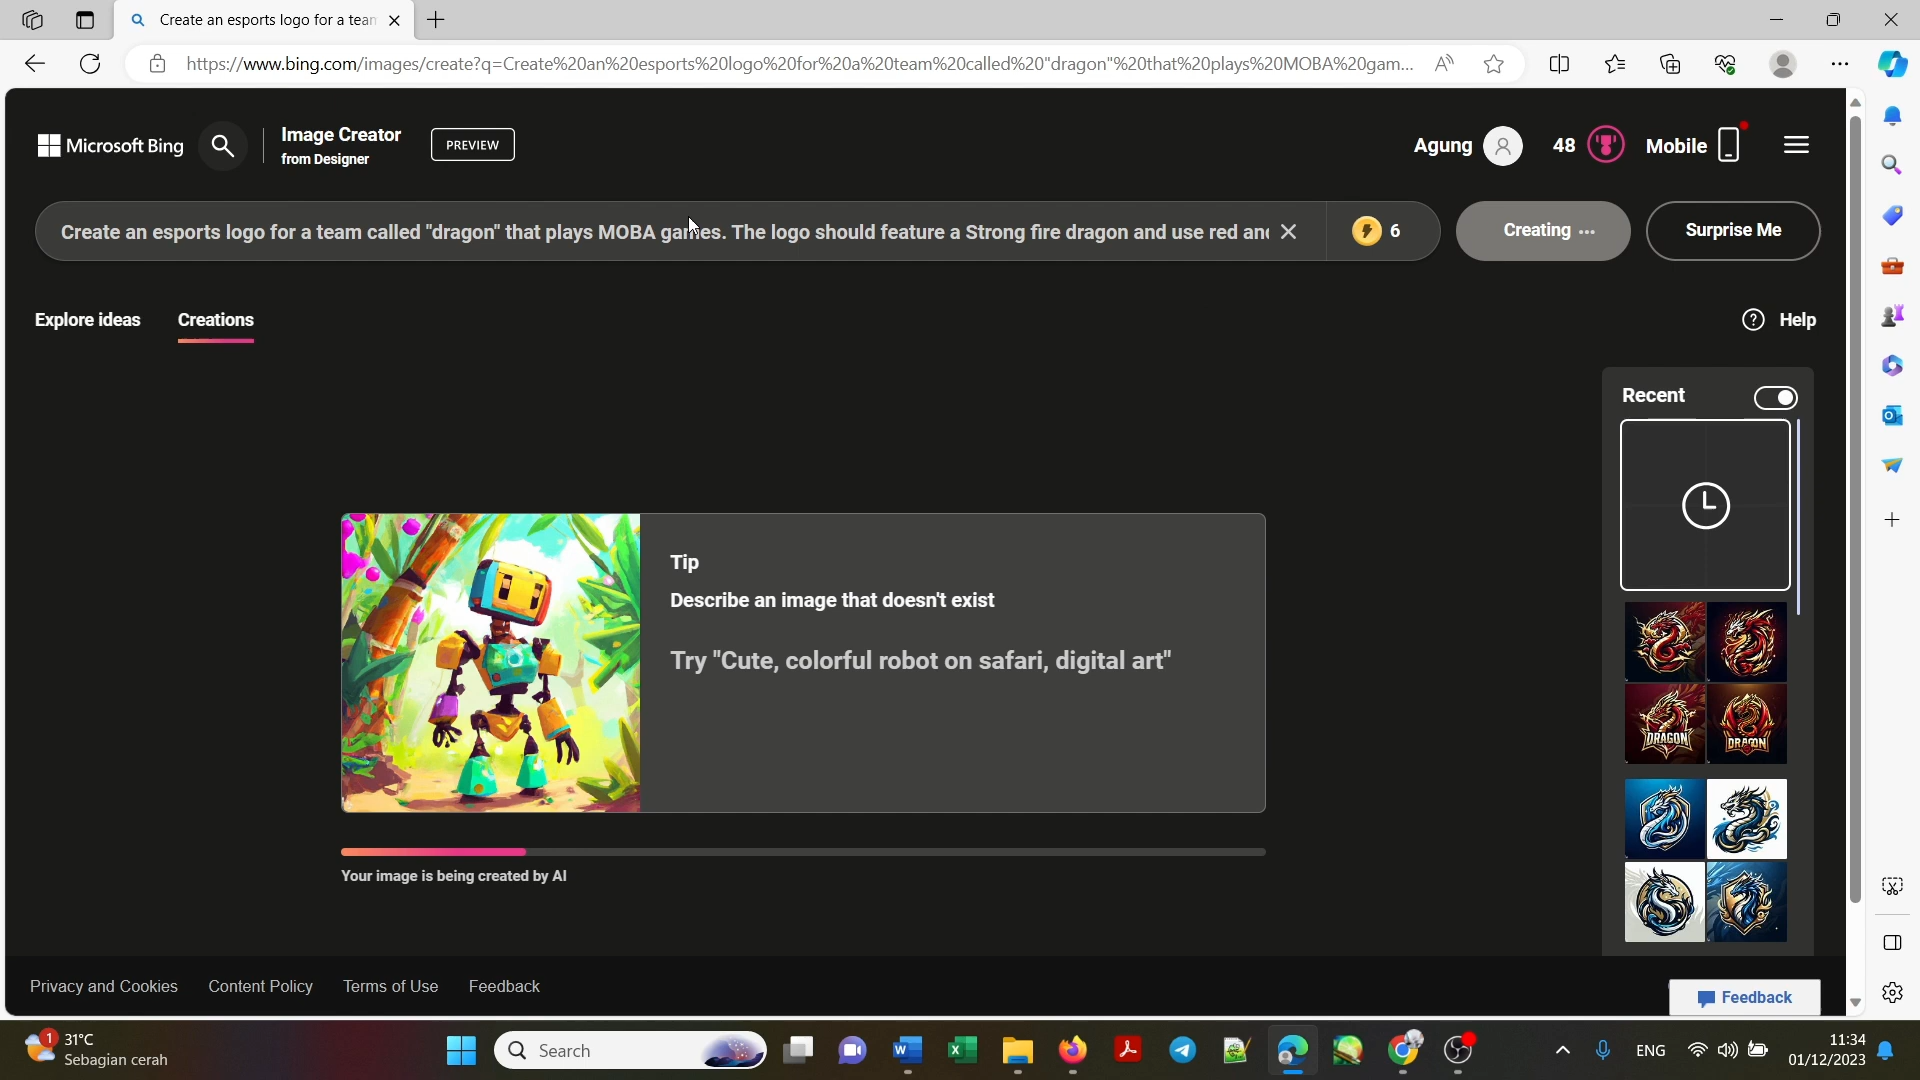 Create an esports logo for a team
https://www.bing.com/images/create?q=Create%20an%20esports%20logo%20for%20a%20team%20called%20"dragon"%20that%20plays%20MOBA%20gam...
Microsoft Bing
Image Creator
from Designer
PREVIEW
Agung
48
Mobile
Create an esports logo for a team called "dragon" that plays MOBA games. The logo should feature a Strong fire dragon and use red and
6
Creating ...
Surprise Me
Explore ideas
Creations
Help
Recent
Tip
Describe an image that doesn't exist
Try "Cute, colorful robot on safari, digital art"
DRAGON
DRAGON
Your image is being created by AI
Privacy and Cookies
Content Policy
Terms of Use
Feedback
Feedback
1
31°C
Sebagian cerah
Search
ENG
11:34
01/12/2023